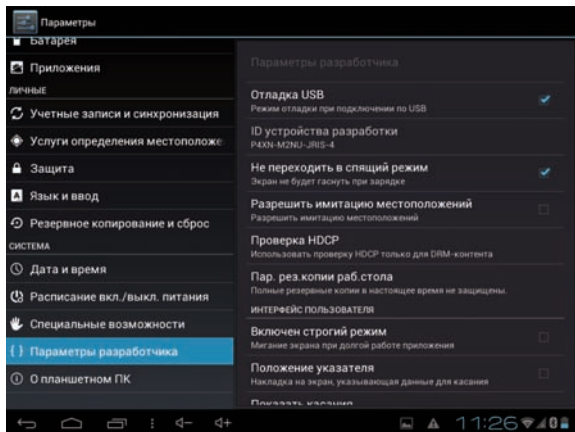 Параметры
Батарея
Приложения
ЛИЧНЫЕ
Учетные записи и синхронизация
Услуги определения местоположе
Защита
Язык и ввод
Резервное копирование и сброс
СИСТЕМА
Дата и время
Расписание вкл./выкл. питания
Специальные возможности
{ } Параметры разработчика
О планшетном ПК
Параметры разработчика
Отладка USB
Режим отладки при подключении по USB
ID устройства разработки
P4XN-M2NU-JRIS-4
Не переходить в спящий режим
Экран не будет гаснуть при зарядке
Разрешить имитацию местоположений
Разрешить имитацию местоположений
Проверка HDCP
Использовать проверку HDCP только для DRM-контента
Пар. рез.копии раб.стола
Полные резервные копии в настоящее время не защищены.
ИНТЕРФЕЙС ПОЛЬЗОВАТЕЛЯ
Включен строгий режим
Мигание экрана при долгой работе приложения
Положение указателя
Накладка на экран, указывающая данные для касания
Показать касания
11:26